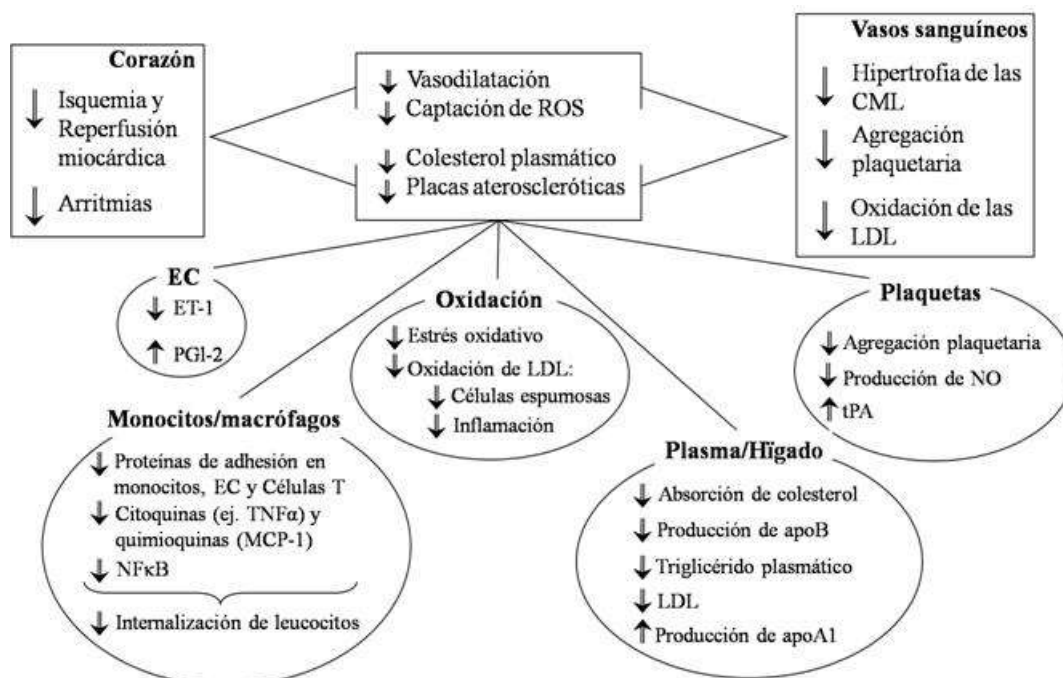 Corazón
Isquemia y
Reperfusión
miocárdica
Arritmias
Vasodilatación
Captación de ROS
Colesterol plasmático
Placas ateroscleróticas
Vasos sanguíneos
Hipertrofia de las
CML
Agregación
plaquetaria
Oxidación de las
LDL
EC
ET-1
PGl-2
Oxidación
Estrés oxidativo
Oxidación de LDL:
Células espumosas
Inflamación
Plaquetas
Agregación plaquetaria
Producción de NO
tPA
Monocitos/macrófagos
Proteínas de adhesión en
monocitos, EC y Células T
Citoquinas (ej. TNFα) y
quimioquinas (MCP-1)
NFκB
Internalización de leucocitos
Plasma/Hïgado
Absorción de colesterol
Producción de apoB
Triglicérido plasmático
LDL
Producción de apoA1